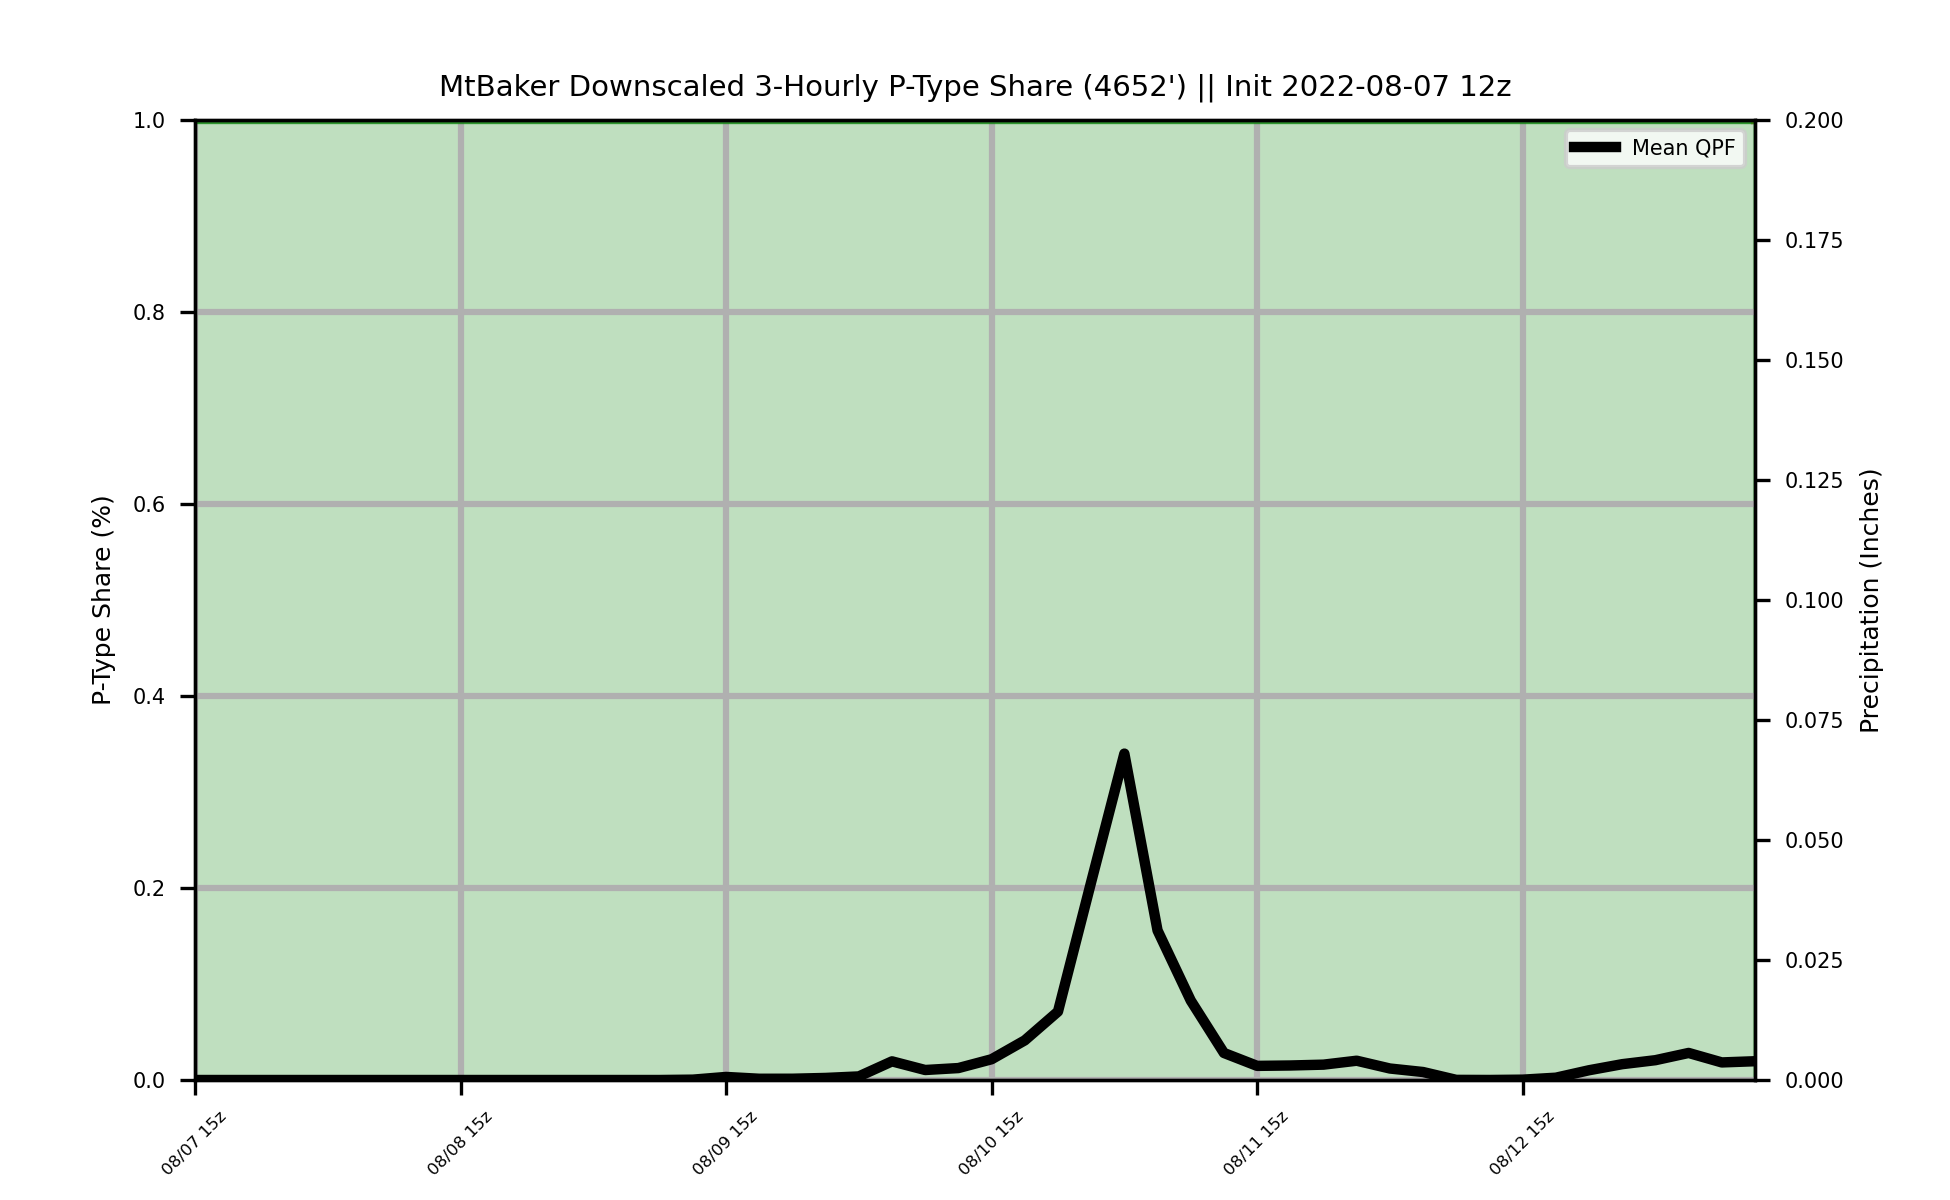 MtBaker Downscaled 3-Hourly P-Type Share (4652') || Init 2022-08-07 12z
Mean QPF
P-Type Share (%)
1.0
0.8
0.6
0.4
0.2
0.0
0.200
0.175
0.150
0.125
0.100
0.075
0.050
0.025
0.000
Precipitation (Inches)
08/07 15z
08/08 15z
08/09 15z
08/10 15z
08/11 15z
08/12 15z